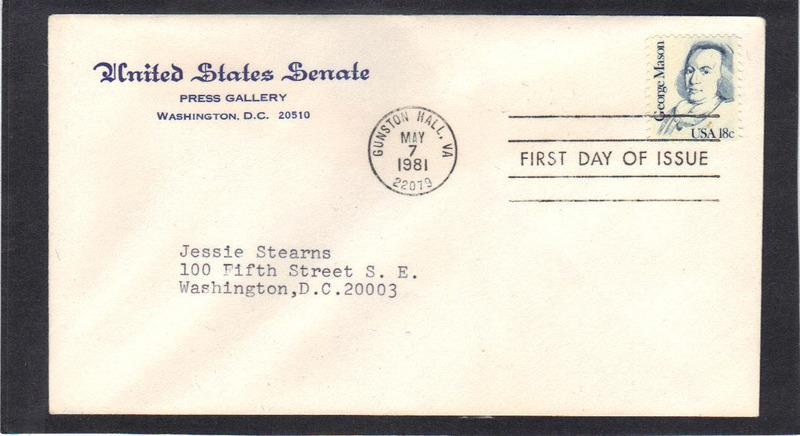 United States Senate
PRESS GALLERY
WASHINGTON, D.C. 20510
GUNSTON HALL, VA
MAY
7
1981
22079
George Mason
USA 18c
FIRST DAY OF ISSUE
Jessie Stearns
100 Fifth Street S. E.
Washington,D.C.20003